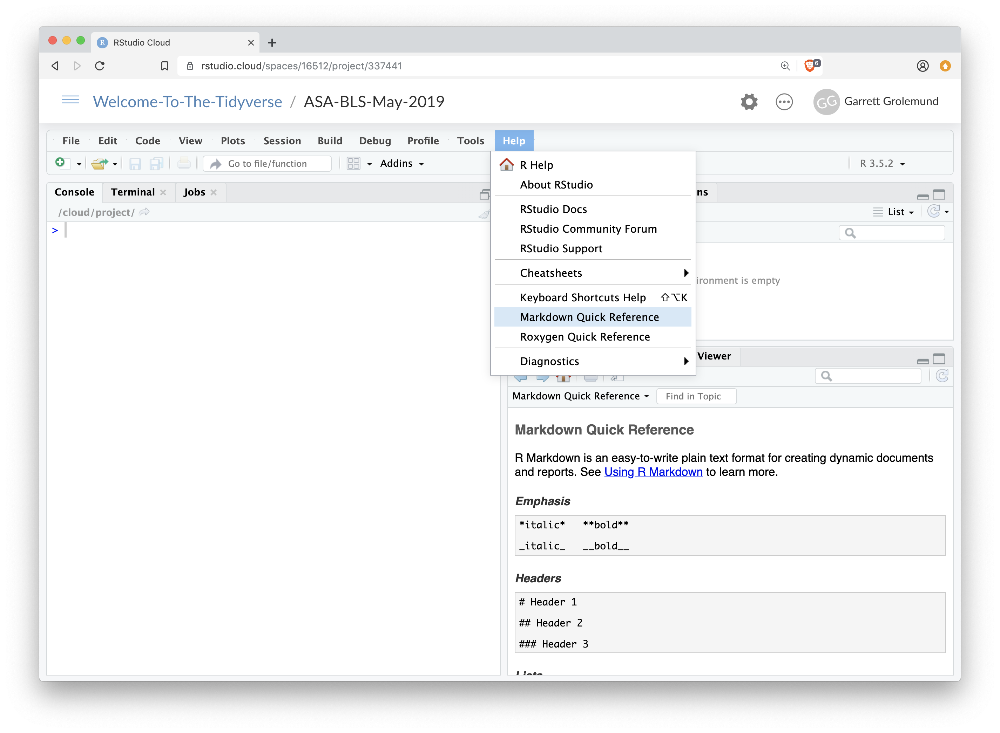 R RStudio Cloud
rstudio.cloud/spaces/16512/project/337441 6
Welcome-To-The-Tidyverse / ASA-BLS-May-2019 GG Garrett Grolemund
File Edit Code View Plots Session Build Debug Profile Tools Help
Go to file/function Addins R 3.5.2
R Help
About RStudio
RStudio Docs
RStudio Community Forum
RStudio Support
Cheatsheets
Keyboard Shortcuts Help ⇧⌥K
Markdown Quick Reference
Roxygen Quick Reference
Diagnostics
Console Terminal Jobs
/cloud/project/
>
ns
List
ironment is empty
Viewer
Markdown Quick Reference Find in Topic
Markdown Quick Reference
R Markdown is an easy-to-write plain text format for creating dynamic documents
and reports. See Using R Markdown to learn more.
Emphasis
*italic* **bold**
_italic_ __bold__
Headers
# Header 1
## Header 2
### Header 3
Lists